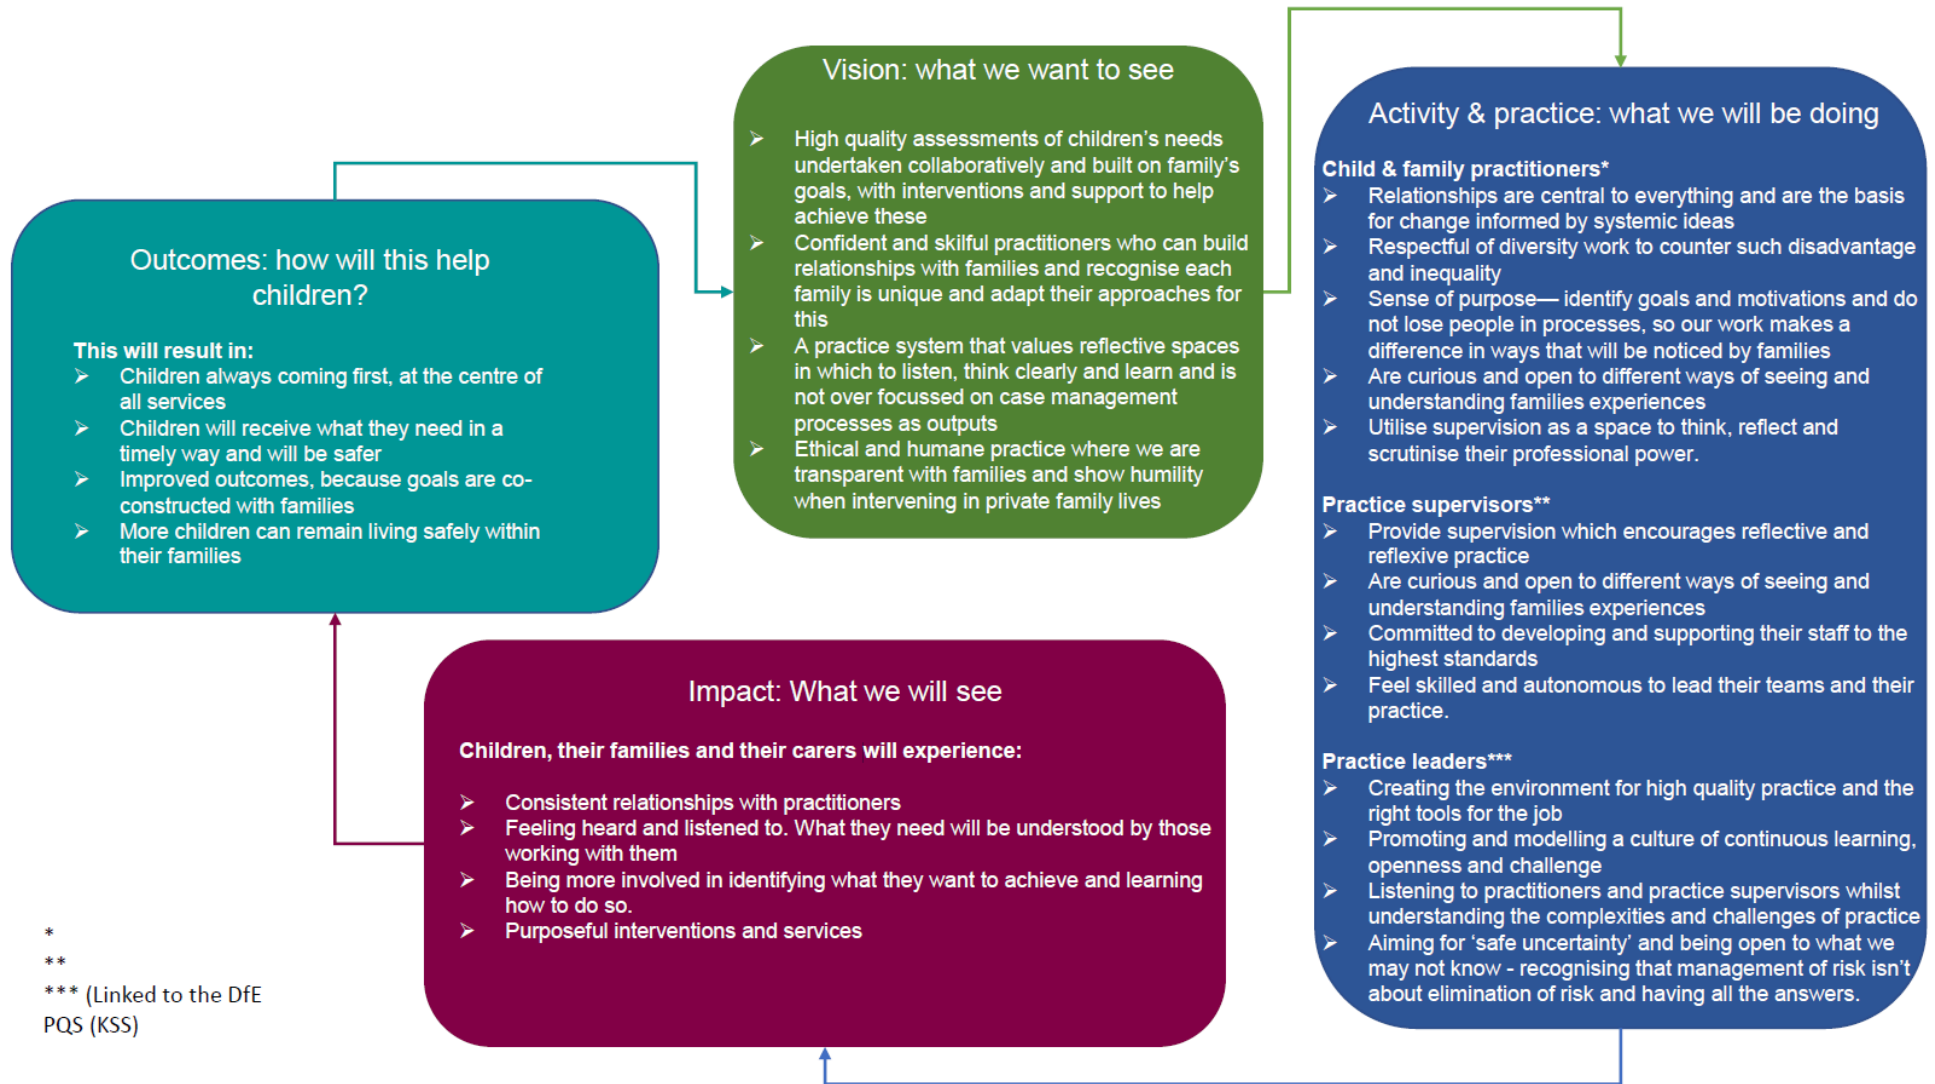 Outcomes: how will this help
children?
This will result in:
➢ Children always coming first, at the centre of
all services
➢ Children will receive what they need in a
timely way and will be safer
➢ Improved outcomes, because goals are co-
constructed with families
➢ More children can remain living safely within
their families
Vision: what we want to see
➢ High quality assessments of children’s needs
undertaken collaboratively and built on family’s
goals, with interventions and support to help
achieve these
➢ Confident and skilful practitioners who can build
relationships with families and recognise each
family is unique and adapt their approaches for
this
➢ A practice system that values reflective spaces
in which to listen, think clearly and learn and is
not over focussed on case management
processes as outputs
➢ Ethical and humane practice where we are
transparent with families and show humility
when intervening in private family lives
Activity & practice: what we will be doing
Child & family practitioners*
➢ Relationships are central to everything and are the basis
for change informed by systemic ideas
➢ Respectful of diversity work to counter such disadvantage
and inequality
➢ Sense of purpose— identify goals and motivations and do
not lose people in processes, so our work makes a
difference in ways that will be noticed by families
➢ Are curious and open to different ways of seeing and
understanding families experiences
➢ Utilise supervision as a space to think, reflect and
scrutinise their professional power.
Practice supervisors**
➢ Provide supervision which encourages reflective and
reflexive practice
➢ Are curious and open to different ways of seeing and
understanding families experiences
➢ Committed to developing and supporting their staff to the
highest standards
➢ Feel skilled and autonomous to lead their teams and their
practice.
Practice leaders***
➢ Creating the environment for high quality practice and the
right tools for the job
➢ Promoting and modelling a culture of continuous learning,
openness and challenge
➢ Listening to practitioners and practice supervisors whilst
understanding the complexities and challenges of practice
➢ Aiming for ‘safe uncertainty’ and being open to what we
may not know - recognising that management of risk isn’t
about elimination of risk and having all the answers.
Impact: What we will see
Children, their families and their carers will experience:
➢ Consistent relationships with practitioners
➢ Feeling heard and listened to. What they need will be understood by those
working with them
➢ Being more involved in identifying what they want to achieve and learning
how to do so.
➢ Purposeful interventions and services
*
**
*** (Linked to the DfE
PQS (KSS)